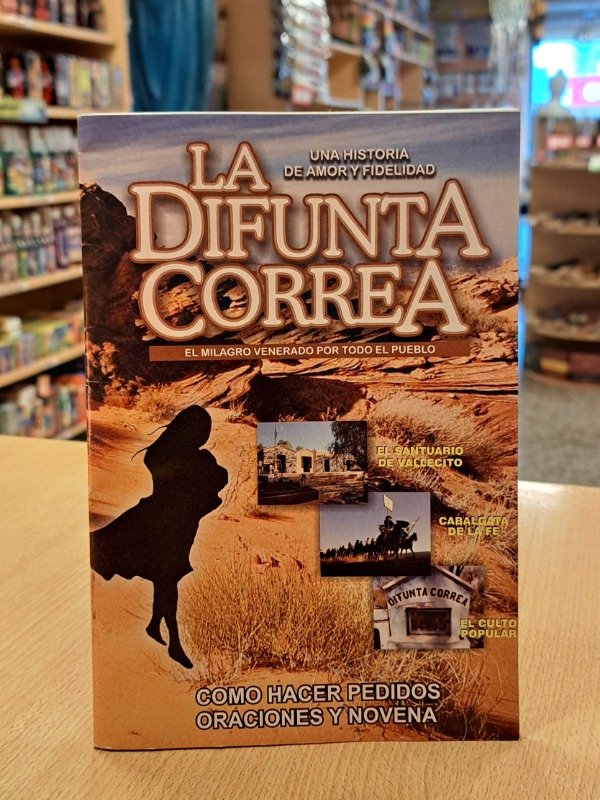 UNA HISTORIA
DE AMOR Y FIDELIDAD
LA
DIFUNTA
CORREA
EL MILAGRO VENERADO POR TODO EL PUEBLO
EL SANTUARIO
DE VALLECITO
CABALGATA
DE LA FE
DIFUNTA CORREA
EL CULTO
POPULAR
COMO HACER PEDIDOS
ORACIONES Y NOVENA